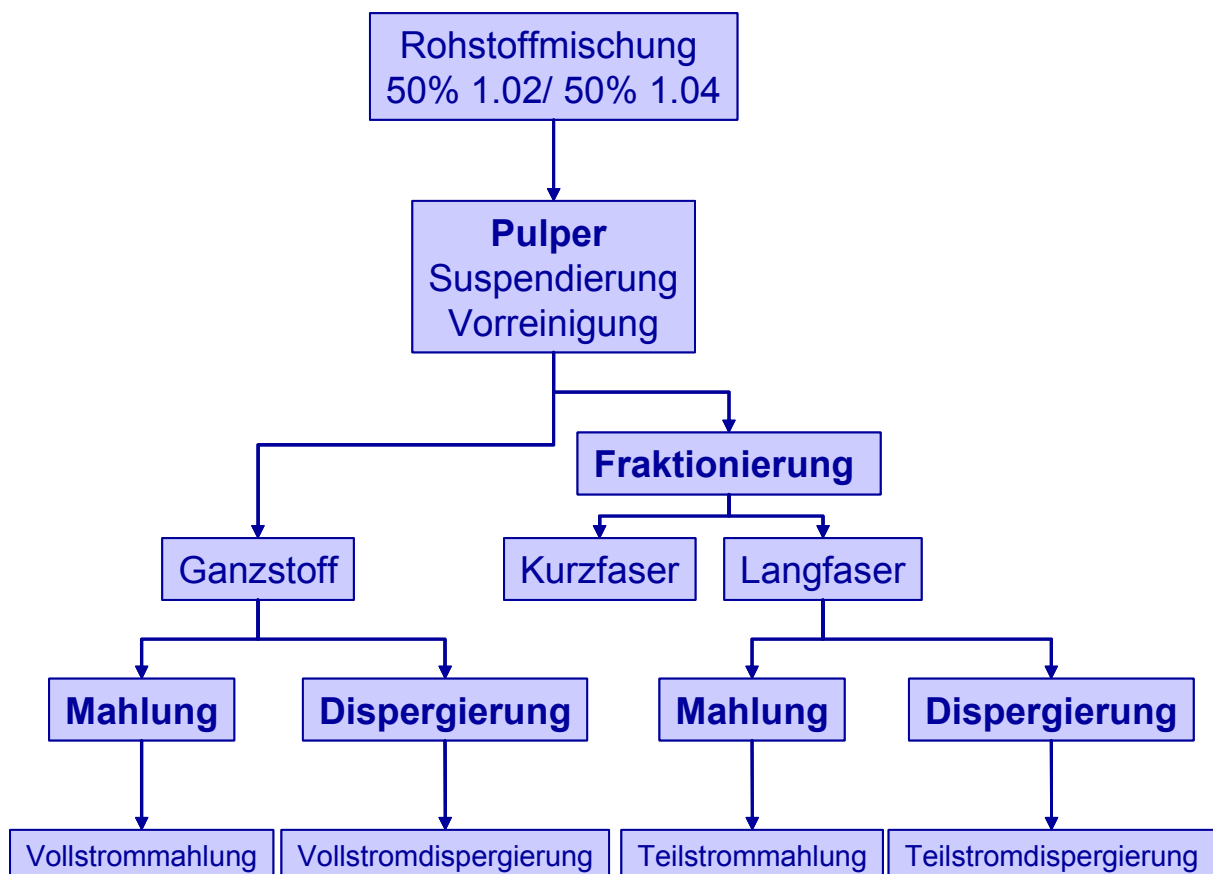 Rohstoffmischung
50% 1.02/ 50% 1.04
Pulper
Suspendierung
Vorreinigung
Fraktionierung
Ganzstoff
Kurzfaser
Langfaser
Mahlung
Dispergierung
Mahlung
Dispergierung
Vollstrommahlung
Vollstromdispergierung
Teilstrommahlung
Teilstromdispergierung